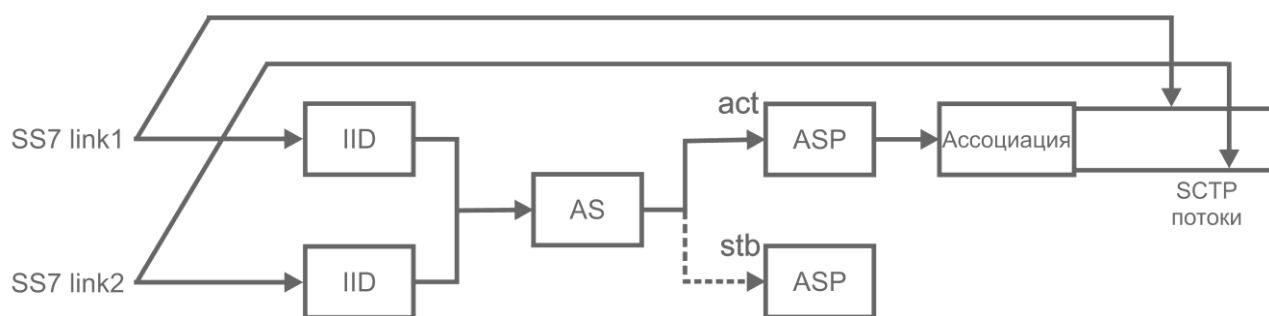 act
SS7 link1
IID
ASP
Ассоциация
AS
SCTP
потоки
stb
SS7 link2
IID
ASP